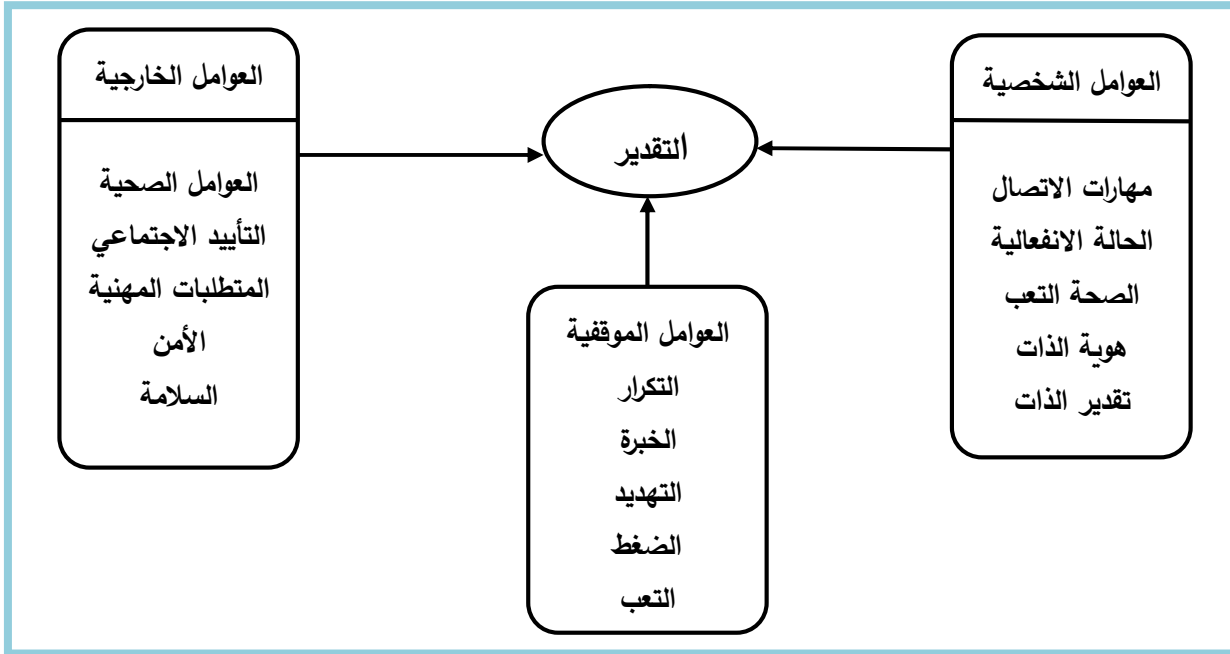 العوامل الشخصية
مهارات الاتصال
الحالة الانفعالية
الصحة التعب
هوية الذات
تقدير الذات
التقدير
العوامل الخارجية
العوامل الصحية
التأييد الاجتماعي
المتطلبات المهنية
الأمن
السلامة
العوامل الموقفية
التكرار
الخبرة
التهديد
الضغط
التعب